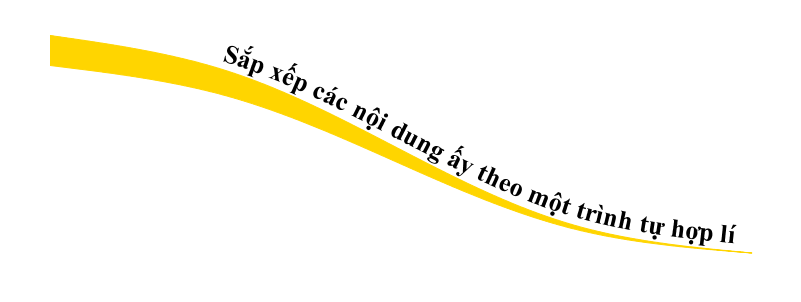 Sắp xếp các nội dung ấy theo một trình tự hợp lí